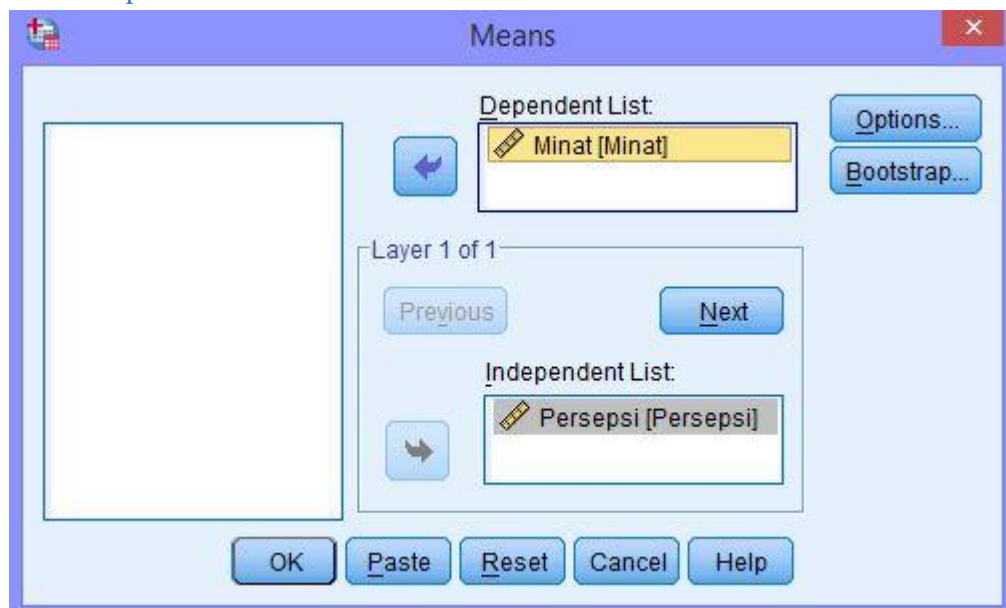 Means
Dependent List:
Minat [Minat]
Options...
Bootstrap...
Layer 1 of 1
Previous
Next
Independent List:
Persepsi [Persepsi]
OK
Paste
Reset
Cancel
Help